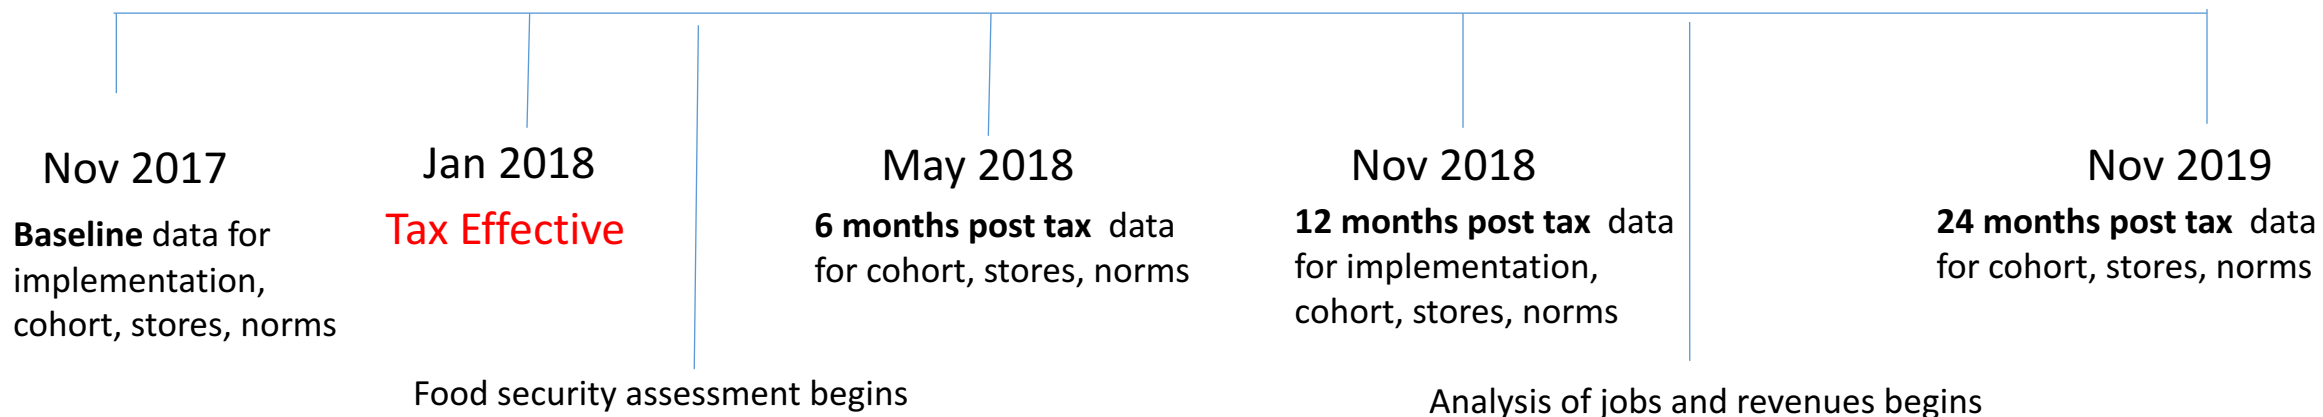 Nov 2017
Baseline data for
implementation,
cohort, stores, norms
Jan 2018
Tax Effective
Food security assessment begins
May 2018
6 months post tax data
for cohort, stores, norms
Nov 2018
12 months post tax data
for implementation,
cohort, stores, norms
Analysis of jobs and revenues begins
Nov 2019
24 months post tax data
for cohort, stores, norms